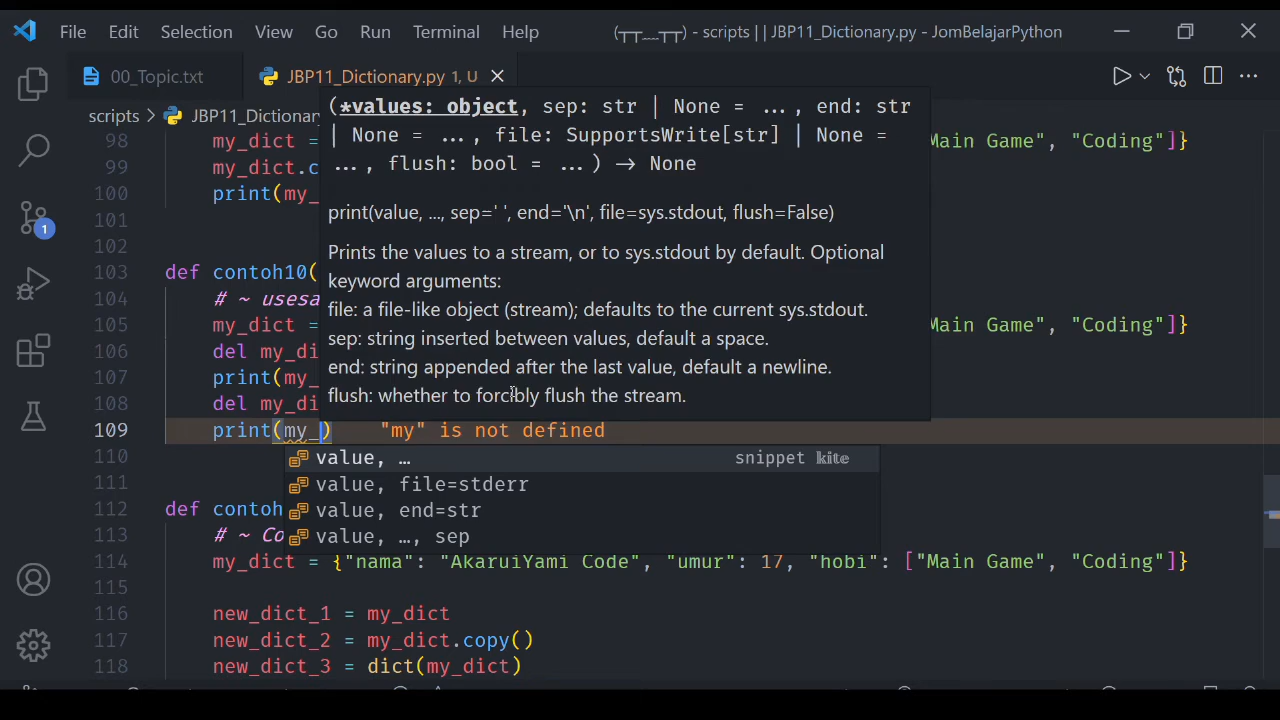 File Edit Selection View Go Run Terminal Help (┬┬﹏┬┬) - scripts || JBP11_Dictionary.py - JomBelajarPython
00_Topic.txt JBP11_Dictionary.py 1, U
scripts > JBP11_Dictionary
(*values: object, sep: str | None = ..., end: str
| None = ..., file: SupportsWrite[str] | None =
..., flush: bool = ...) → None
print(value, ..., sep=' ', end='\n', file=sys.stdout, flush=False)
Prints the values to a stream, or to sys.stdout by default. Optional
keyword arguments:
file: a file-like object (stream); defaults to the current sys.stdout.
sep: string inserted between values, default a space.
end: string appended after the last value, default a newline.
flush: whether to forcibly flush the stream.
98 my_dict = Main Game", "Coding"]}
99 my_dict.c
100 print(my_
101
102
103 def contoh10(
104 # ~ usesa
105 my_dict = Main Game", "Coding"]}
106 del my_di
107 print(my_
108 del my_di
109 print(my_) "my" is not defined
value, ... snippet kite
value, file=stderr
value, end=str
value, ..., sep
110
111
112 def contoh
113 # ~ Co
114 my_dict = {"nama": "AkaruiYami Code", "umur": 17, "hobi": ["Main Game", "Coding"]}
115
116 new_dict_1 = my_dict
117 new_dict_2 = my_dict.copy()
118 new_dict_3 = dict(my_dict)
1